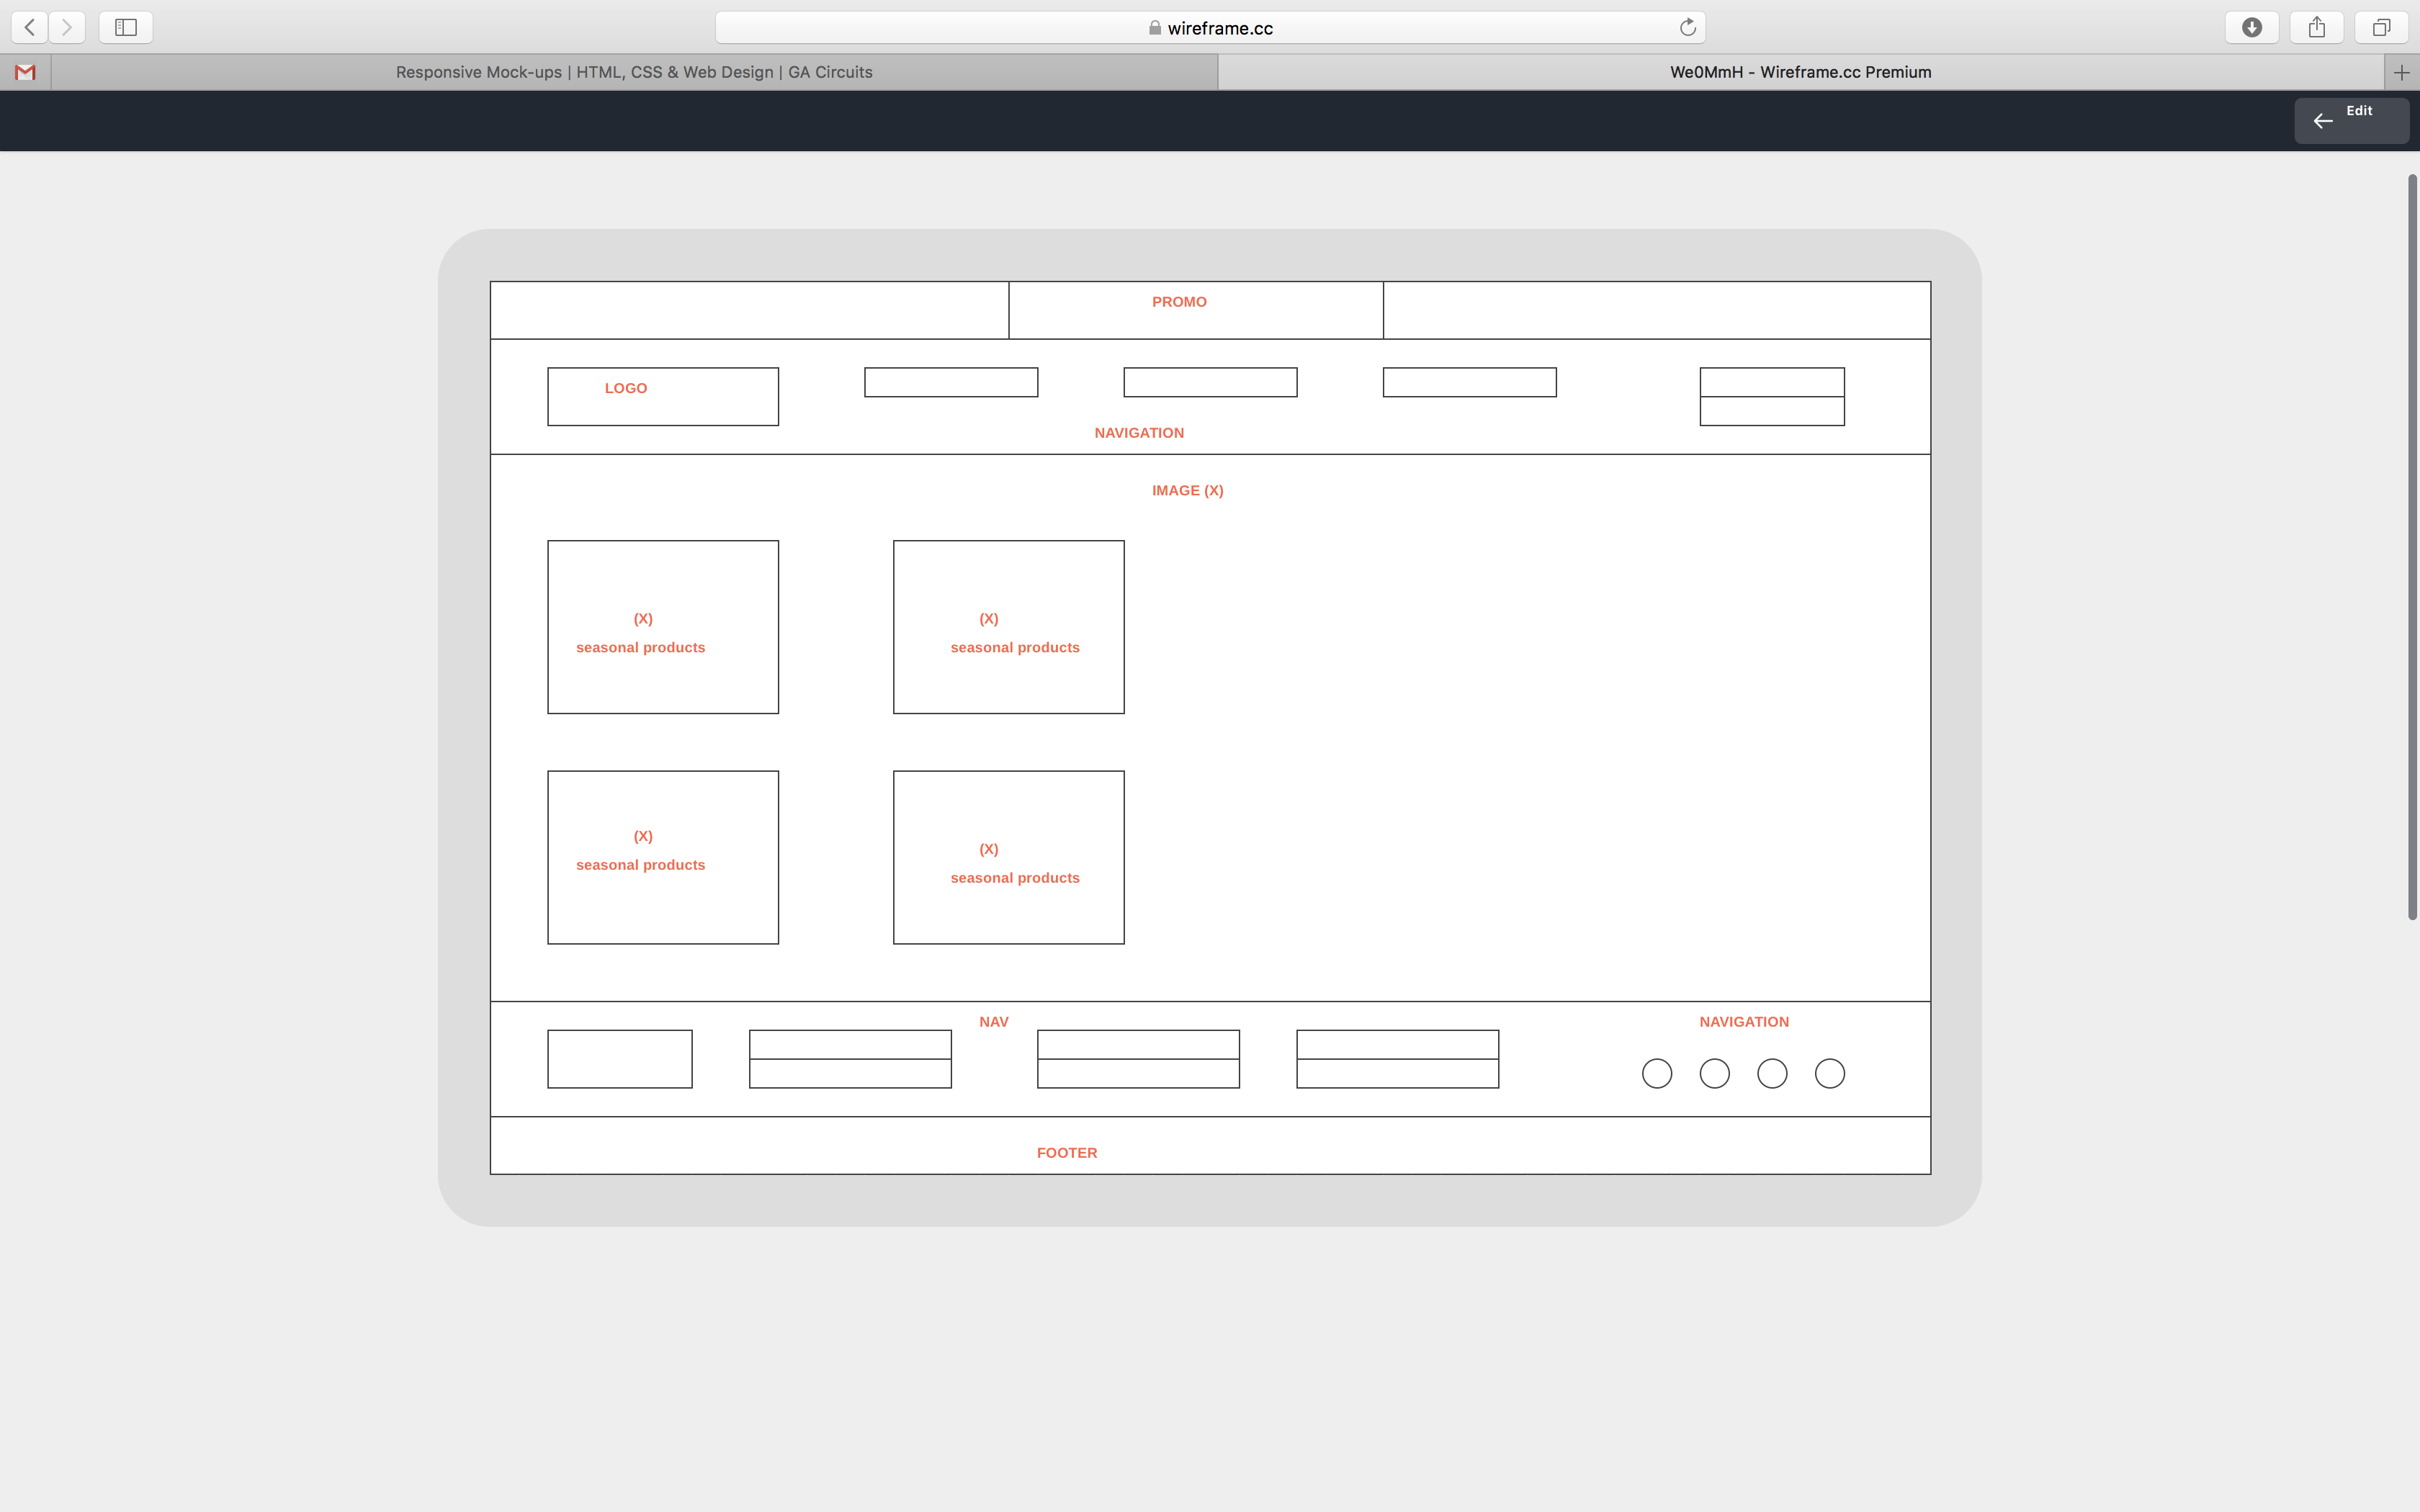 wireframe.cc
Responsive Mock-ups | HTML, CSS & Web Design | GA Circuits
We0MmH - Wireframe.cc Premium
Edit
PROMO
LOGO
NAVIGATION
IMAGE (X)
(X)
seasonal products
(X)
seasonal products
(X)
seasonal products
(X)
seasonal products
NAV
NAVIGATION
FOOTER